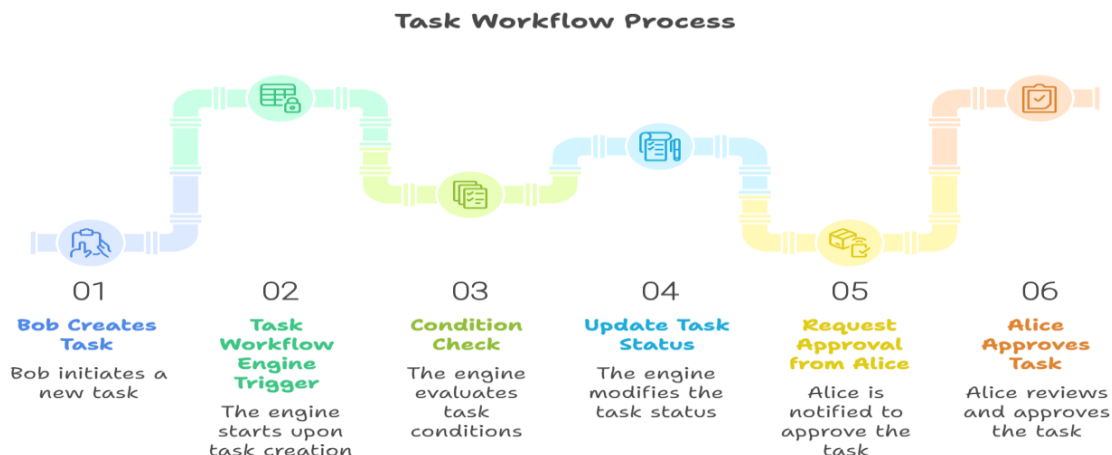 Task Workflow Process
01
Bob Creates
Task
Bob initiates a
new task
02
Task
Workflow
Engine
Trigger
The engine
starts upon
task creation
03
Condition
Check
The engine
evaluates
task
conditions
04
Update Task
Status
The engine
modifies the
task status
05
Request
Approval
from Alice
Alice is
notified to
approve the
task
06
Alice
Approves
Task
Alice reviews
and approves
the task